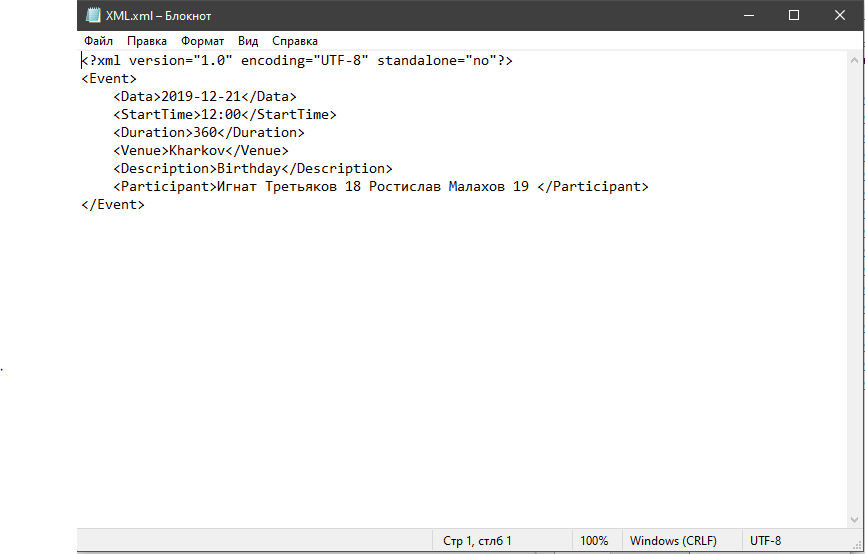 XML.xml – Блокнот
Файл Правка Формат Вид Справка
<?xml version="1.0" encoding="UTF-8" standalone="no"?>
<Event>
    <Data>2019-12-21</Data>
    <StartTime>12:00</StartTime>
    <Duration>360</Duration>
    <Venue>Kharkov</Venue>
    <Description>Birthday</Description>
    <Participant>Игнат Третьяков 18 Ростислав Малахов 19 </Participant>
</Event>
Стр 1, стлб 1 100% Windows (CRLF) UTF-8